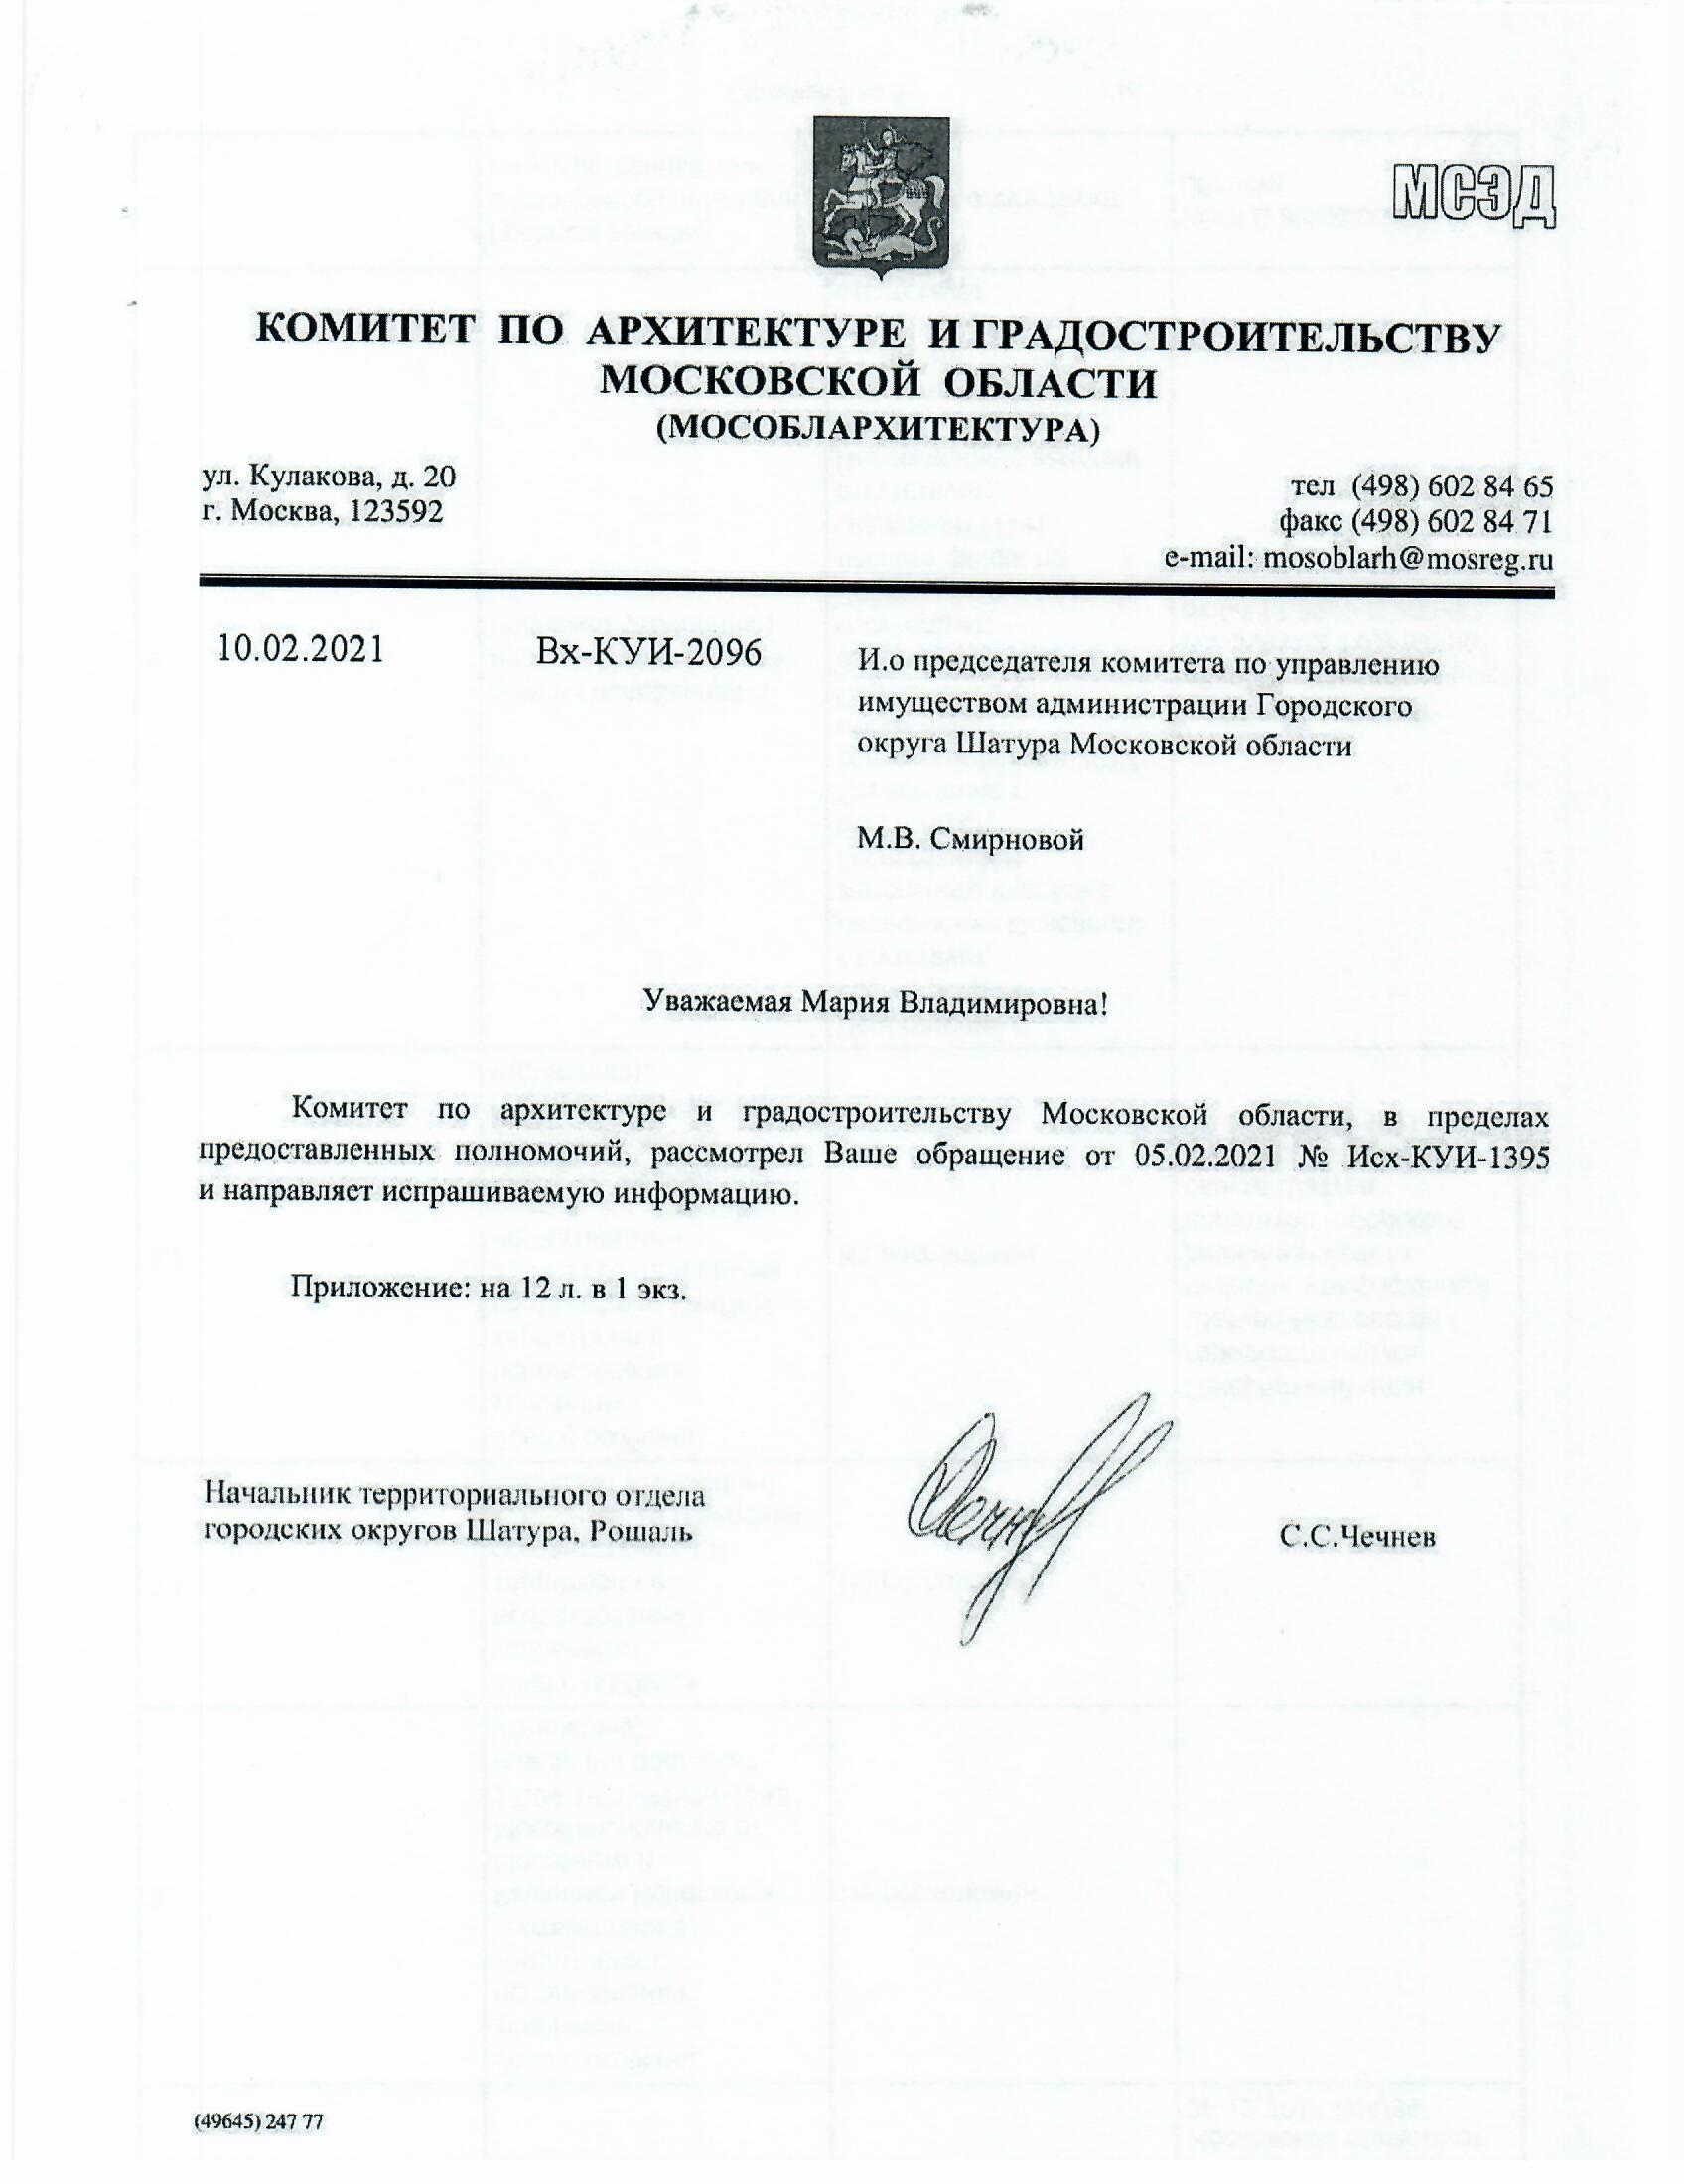 МСЭД
КОМИТЕТ ПО АРХИТЕКТУРЕ И ГРАДОСТРОИТЕЛЬСТВУ
МОСКОВСКОЙ ОБЛАСТИ
(МОСОБЛАРХИТЕКТУРА)
ул. Кулакова, д. 20
г. Москва, 123592
тел (498) 602 84 65
факс (498) 602 84 71
e-mail: mosoblarh@mosreg.ru
10.02.2021 Вх-КУИ-2096
И.о председателя комитета по управлению
имуществом администрации Городского
округа Шатура Московской области
М.В. Смирновой
Уважаемая Мария Владимировна!
Комитет по архитектуре и градостроительству Московской области, в пределах
предоставленных полномочий, рассмотрел Ваше обращение от 05.02.2021 № Исх-КУИ-1395
и направляет испрашиваемую информацию.
Приложение: на 12 л. в 1 экз.
Начальник территориального отдела
городских округов Шатура, Рошаль
С.С.Чечнев
(49645) 247 77